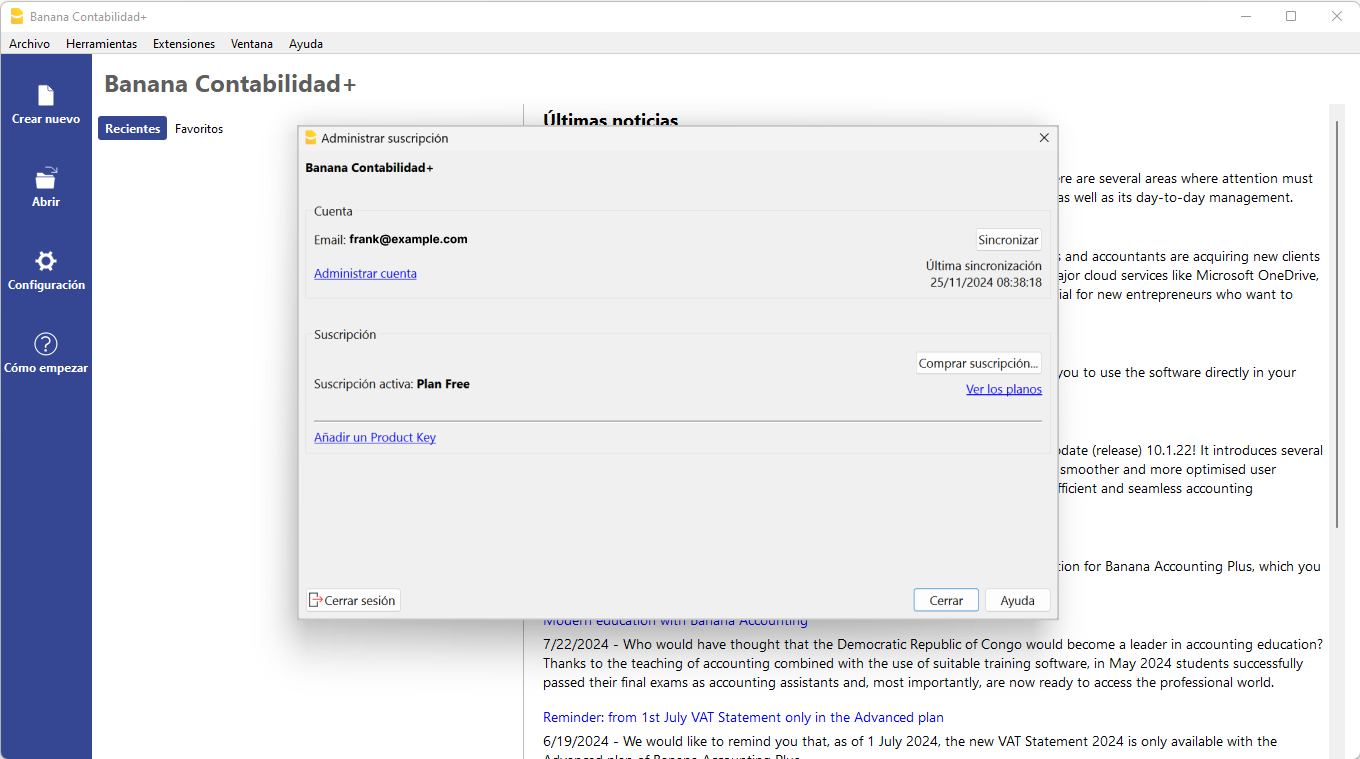 Banana Contabilidad+
Archivo Herramientas Extensiones Ventana Ayuda
Crear nuevo
Abrir
Configuración
Cómo empezar
Banana Contabilidad+
Recientes Favoritos
Últimas noticias
Administrar suscripción
Banana Contabilidad+
Cuenta
Email: frank@example.com
Sincronizar
Administrar cuenta
Última sincronización
25/11/2024 08:38:18
Suscripción
Comprar suscripción...
Suscripción activa: Plan Free
Ver los planos
Añadir un Product Key
Cerrar sesión
Cerrar
Ayuda
re are several areas where attention must
as well as its day-to-day management.
and accountants are acquiring new clients
ajor cloud services like Microsoft OneDrive,
ial for new entrepreneurs who want to
you to use the software directly in your
pdate (release) 10.1.22! It introduces several
smoother and more optimised user
fficient and seamless accounting
tion for Banana Accounting Plus, which you
Modern education with Banana Accounting
7/22/2024 - Who would have thought that the Democratic Republic of Congo would become a leader in accounting education?
Thanks to the teaching of accounting combined with the use of suitable training software, in May 2024 students successfully
passed their final exams as accounting assistants and, most importantly, are now ready to access the professional world.
Reminder: from 1st July VAT Statement only in the Advanced plan
6/19/2024 - We would like to remind you that, as of 1 July 2024, the new VAT Statement 2024 is only available with the
Advanced plan of Banana Accounting Plus